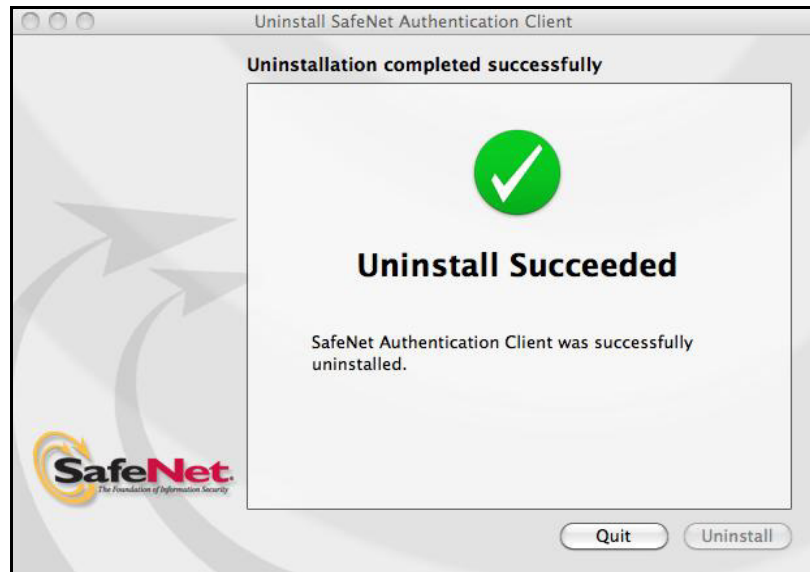 Uninstall SafeNet Authentication Client
Uninstallation completed successfully
Uninstall Succeeded
SafeNet Authentication Client was successfully
uninstalled.
SafeNet.
The Foundation of Information Security
Quit
Uninstall